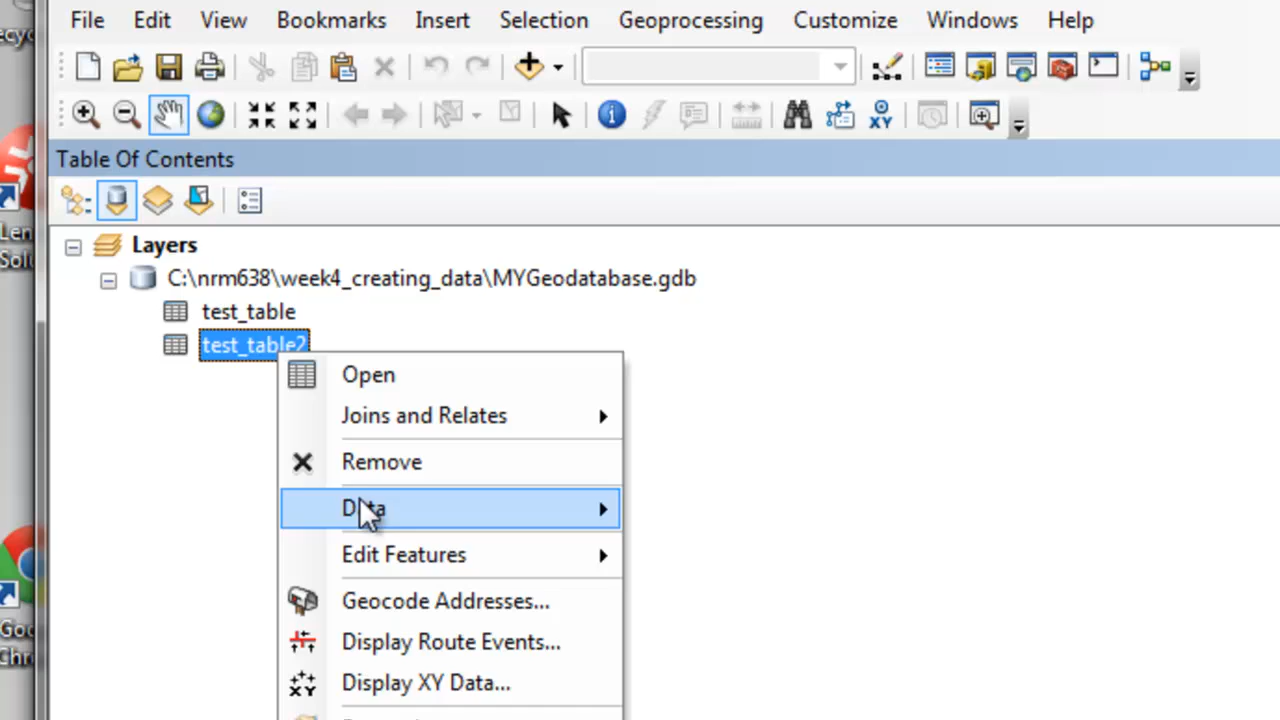 File Edit View Bookmarks Insert Selection Geoprocessing Customize Windows Help
Table Of Contents
Layers
C:\nrm638\week4_creating_data\MYGeodatabase.gdb
test_table
test_table2
Open
Joins and Relates
Remove
Data
Edit Features
Geocode Addresses...
Display Route Events...
Display XY Data...